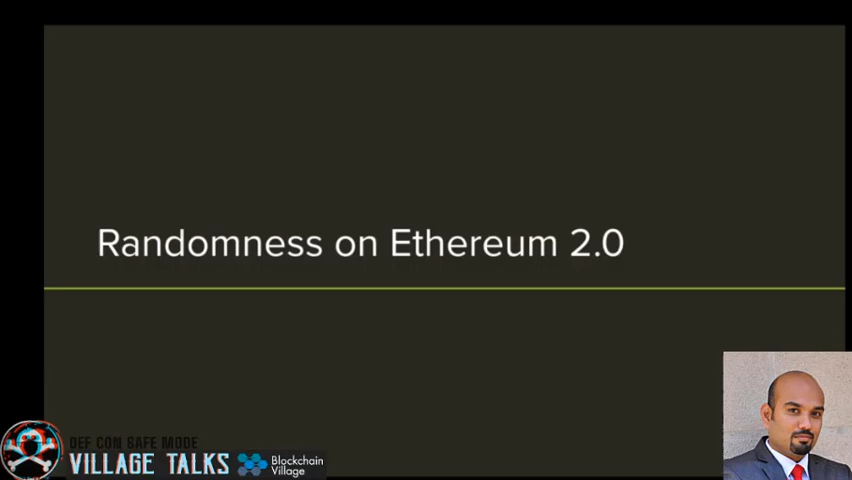 Randomness on Ethereum 2.0
DEF CON SAFE MODE
VILLAGE TALKS
Blockchain
Village